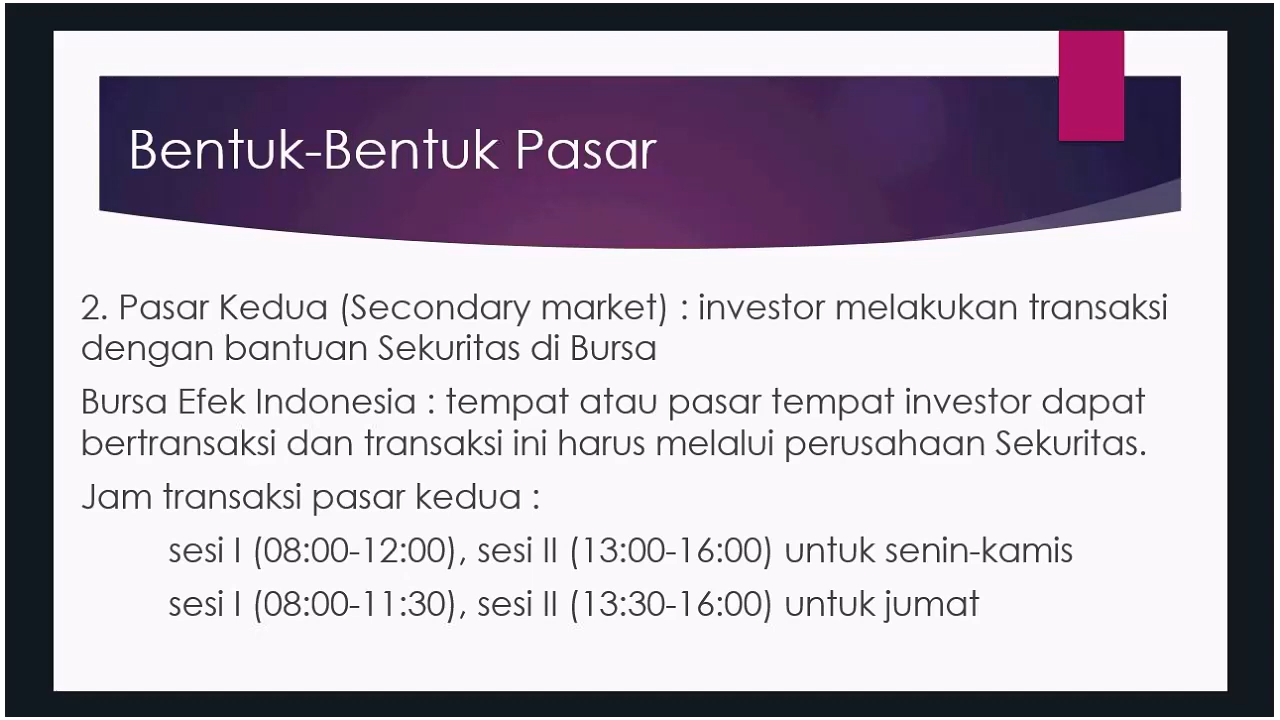 Bentuk-Bentuk Pasar
2. Pasar Kedua (Secondary market) : investor melakukan transaksi
dengan bantuan Sekuritas di Bursa
Bursa Efek Indonesia : tempat atau pasar tempat investor dapat
bertransaksi dan transaksi ini harus melalui perusahaan Sekuritas.
Jam transaksi pasar kedua :
sesi I (08:00-12:00), sesi II (13:00-16:00) untuk senin-kamis
sesi I (08:00-11:30), sesi II (13:30-16:00) untuk jumat